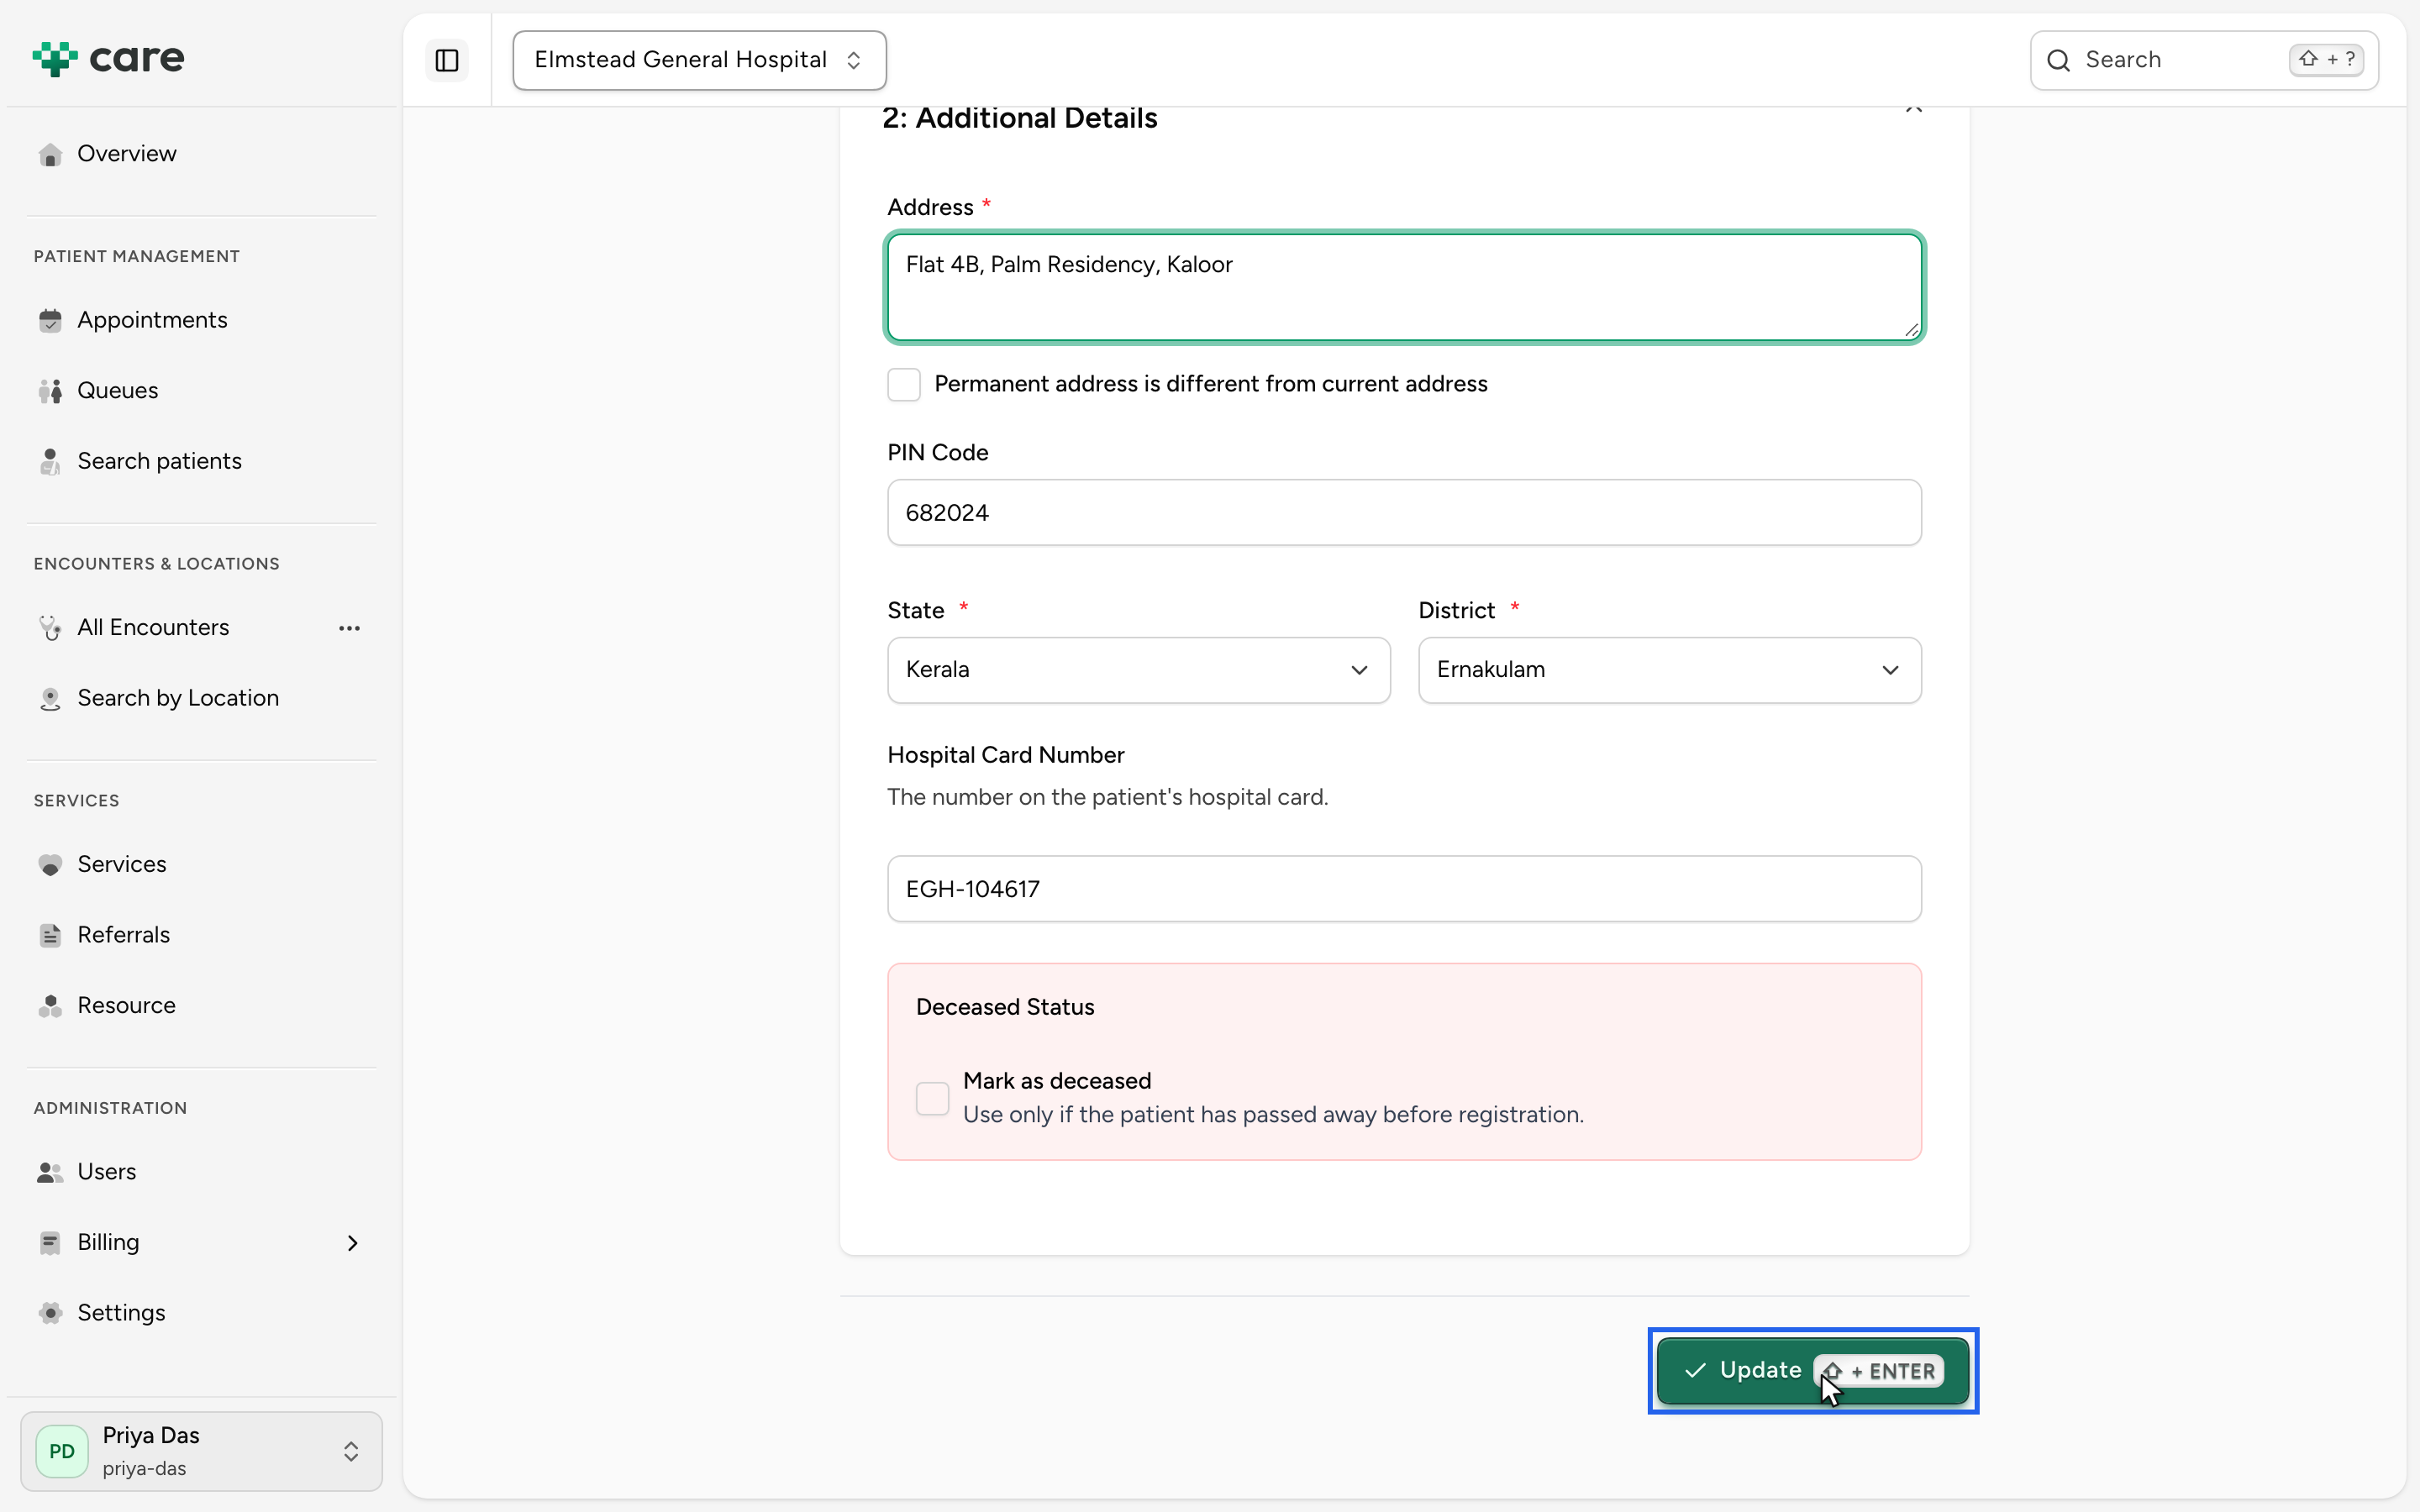 care
Elmstead General Hospital
Search
+ ?
Overview
PATIENT MANAGEMENT
Appointments
Queues
Search patients
ENCOUNTERS & LOCATIONS
All Encounters
Search by Location
SERVICES
Services
Referrals
Resource
ADMINISTRATION
Users
Billing
Settings
PD
Priya Das
priya-das
2: Additional Details
Address *
Flat 4B, Palm Residency, Kaloor
Permanent address is different from current address
PIN Code
682024
State * District *
Kerala Ernakulam
Hospital Card Number
The number on the patient's hospital card.
EGH-104617
Deceased Status
Mark as deceased
Use only if the patient has passed away before registration.
Update + ENTER